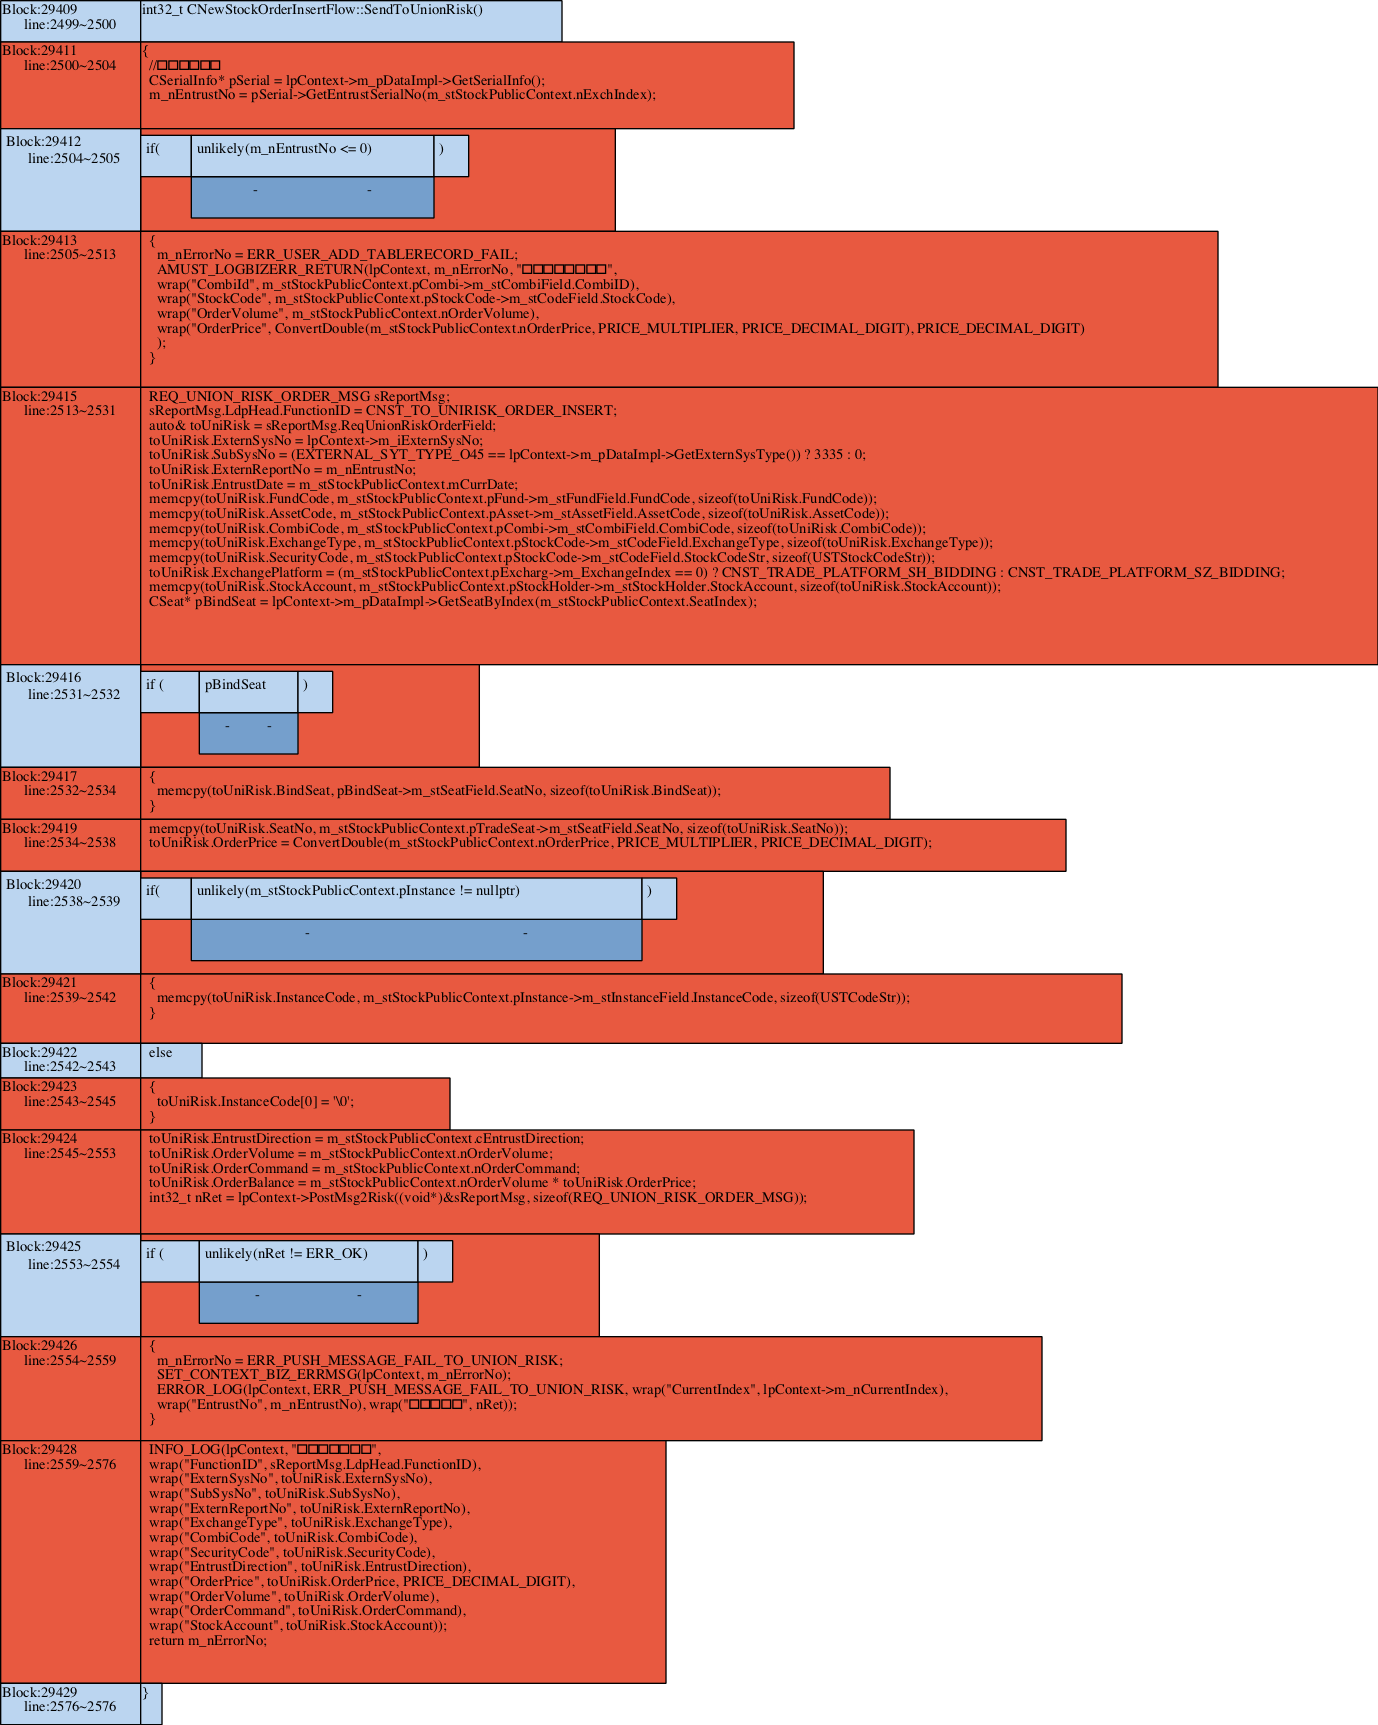 Block:29409
line:2499~2500
int32_t CNewStockOrderInsertFlow::SendToUnionRisk()
Block:29411
line:2500~2504
{
//□□□□□□
CSerialInfo* pSerial = lpContext->m_pDataImpl->GetSerialInfo();
m_nEntrustNo = pSerial->GetEntrustSerialNo(m_stStockPublicContext.nExchIndex);
Block:29412
line:2504~2505
if( unlikely(m_nEntrustNo <= 0) )
- -
Block:29413
line:2505~2513
{
m_nErrorNo = ERR_USER_ADD_TABLERECORD_FAIL;
AMUST_LOGBIZERR_RETURN(lpContext, m_nErrorNo, "□□□□□□□□",
wrap("CombiId", m_stStockPublicContext.pCombi->m_stCombiField.CombiID),
wrap("StockCode", m_stStockPublicContext.pStockCode->m_stCodeField.StockCode),
wrap("OrderVolume", m_stStockPublicContext.nOrderVolume),
wrap("OrderPrice", ConvertDouble(m_stStockPublicContext.nOrderPrice, PRICE_MULTIPLIER, PRICE_DECIMAL_DIGIT), PRICE_DECIMAL_DIGIT)
);
}
Block:29415
line:2513~2531
REQ_UNION_RISK_ORDER_MSG sReportMsg;
sReportMsg.LdpHead.FunctionID = CNST_TO_UNIRISK_ORDER_INSERT;
auto& toUniRisk = sReportMsg.ReqUnionRiskOrderField;
toUniRisk.ExternSysNo = lpContext->m_iExternSysNo;
toUniRisk.SubSysNo = (EXTERNAL_SYT_TYPE_O45 == lpContext->m_pDataImpl->GetExternSysType()) ? 3335 : 0;
toUniRisk.ExternReportNo = m_nEntrustNo;
toUniRisk.EntrustDate = m_stStockPublicContext.mCurrDate;
memcpy(toUniRisk.FundCode, m_stStockPublicContext.pFund->m_stFundField.FundCode, sizeof(toUniRisk.FundCode));
memcpy(toUniRisk.AssetCode, m_stStockPublicContext.pAsset->m_stAssetField.AssetCode, sizeof(toUniRisk.AssetCode));
memcpy(toUniRisk.CombiCode, m_stStockPublicContext.pCombi->m_stCombiField.CombiCode, sizeof(toUniRisk.CombiCode));
memcpy(toUniRisk.ExchangeType, m_stStockPublicContext.pStockCode->m_stCodeField.ExchangeType, sizeof(toUniRisk.ExchangeType));
memcpy(toUniRisk.SecurityCode, m_stStockPublicContext.pStockCode->m_stCodeField.StockCodeStr, sizeof(USTStockCodeStr));
toUniRisk.ExchangePlatform = (m_stStockPublicContext.pExcharg->m_ExchangeIndex == 0) ? CNST_TRADE_PLATFORM_SH_BIDDING : CNST_TRADE_PLATFORM_SZ_BIDDING;
memcpy(toUniRisk.StockAccount, m_stStockPublicContext.pStockHolder->m_stStockHolder.StockAccount, sizeof(toUniRisk.StockAccount));
CSeat* pBindSeat = lpContext->m_pDataImpl->GetSeatByIndex(m_stStockPublicContext.SeatIndex);
Block:29416
line:2531~2532
if ( pBindSeat )
- -
Block:29417
line:2532~2534
{
memcpy(toUniRisk.BindSeat, pBindSeat->m_stSeatField.SeatNo, sizeof(toUniRisk.BindSeat));
}
Block:29419
line:2534~2538
memcpy(toUniRisk.SeatNo, m_stStockPublicContext.pTradeSeat->m_stSeatField.SeatNo, sizeof(toUniRisk.SeatNo));
toUniRisk.OrderPrice = ConvertDouble(m_stStockPublicContext.nOrderPrice, PRICE_MULTIPLIER, PRICE_DECIMAL_DIGIT);
Block:29420
line:2538~2539
if( unlikely(m_stStockPublicContext.pInstance != nullptr) )
- -
Block:29421
line:2539~2542
{
memcpy(toUniRisk.InstanceCode, m_stStockPublicContext.pInstance->m_stInstanceField.InstanceCode, sizeof(USTCodeStr));
}
Block:29422
line:2542~2543
else
Block:29423
line:2543~2545
{
toUniRisk.InstanceCode[0] = '\0';
}
Block:29424
line:2545~2553
toUniRisk.EntrustDirection = m_stStockPublicContext.cEntrustDirection;
toUniRisk.OrderVolume = m_stStockPublicContext.nOrderVolume;
toUniRisk.OrderCommand = m_stStockPublicContext.nOrderCommand;
toUniRisk.OrderBalance = m_stStockPublicContext.nOrderVolume * toUniRisk.OrderPrice;
int32_t nRet = lpContext->PostMsg2Risk((void*)&sReportMsg, sizeof(REQ_UNION_RISK_ORDER_MSG));
Block:29425
line:2553~2554
if ( unlikely(nRet != ERR_OK) )
- -
Block:29426
line:2554~2559
{
m_nErrorNo = ERR_PUSH_MESSAGE_FAIL_TO_UNION_RISK;
SET_CONTEXT_BIZ_ERRMSG(lpContext, m_nErrorNo);
ERROR_LOG(lpContext, ERR_PUSH_MESSAGE_FAIL_TO_UNION_RISK, wrap("CurrentIndex", lpContext->m_nCurrentIndex),
wrap("EntrustNo", m_nEntrustNo), wrap("□□□□□", nRet));
}
Block:29428
line:2559~2576
INFO_LOG(lpContext, "□□□□□□□",
wrap("FunctionID", sReportMsg.LdpHead.FunctionID),
wrap("ExternSysNo", toUniRisk.ExternSysNo),
wrap("SubSysNo", toUniRisk.SubSysNo),
wrap("ExternReportNo", toUniRisk.ExternReportNo),
wrap("ExchangeType", toUniRisk.ExchangeType),
wrap("CombiCode", toUniRisk.CombiCode),
wrap("SecurityCode", toUniRisk.SecurityCode),
wrap("EntrustDirection", toUniRisk.EntrustDirection),
wrap("OrderPrice", toUniRisk.OrderPrice, PRICE_DECIMAL_DIGIT),
wrap("OrderVolume", toUniRisk.OrderVolume),
wrap("OrderCommand", toUniRisk.OrderCommand),
wrap("StockAccount", toUniRisk.StockAccount));
return m_nErrorNo;
Block:29429
line:2576~2576
}